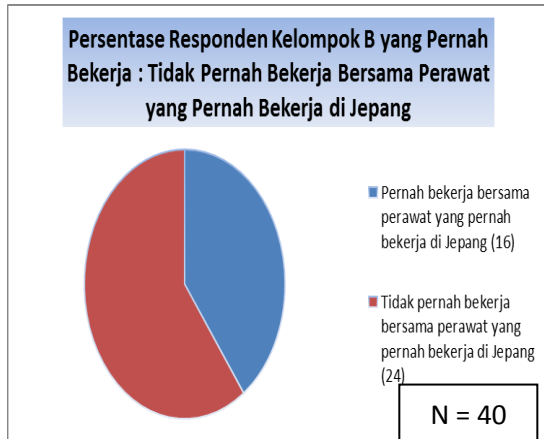 Persentase Responden Kelompok B yang Pernah
Bekerja : Tidak Pernah Bekerja Bersama Perawat
yang Pernah Bekerja di Jepang
Pernah bekerja bersama
perawat yang pernah
bekerja di Jepang (16)
Tidak pernah bekerja
bersama perawat yang
pernah bekerja di Jepang
(24)
N = 40